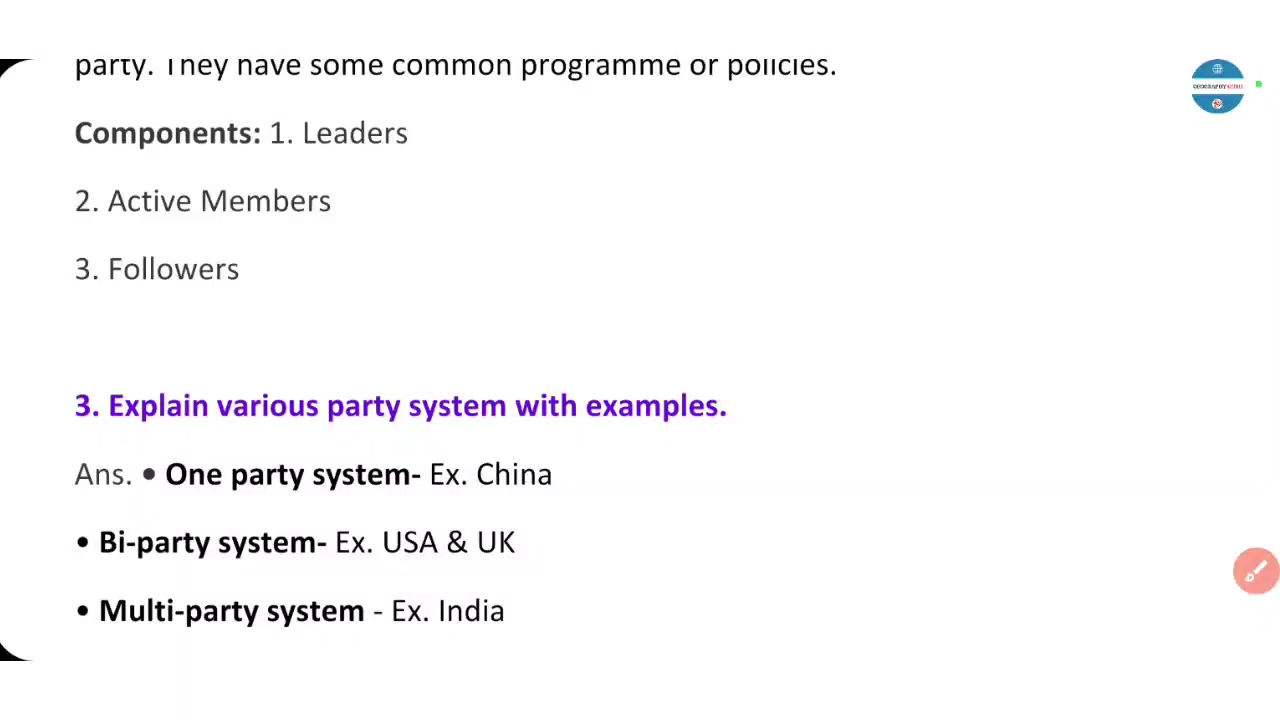 party. They have some common programme or policies.
Components: 1. Leaders
2. Active Members
3. Followers
3. Explain various party system with examples.
Ans. • One party system- Ex. China
• Bi-party system- Ex. USA & UK
• Multi-party system - Ex. India
GEOGRAPHY GURU